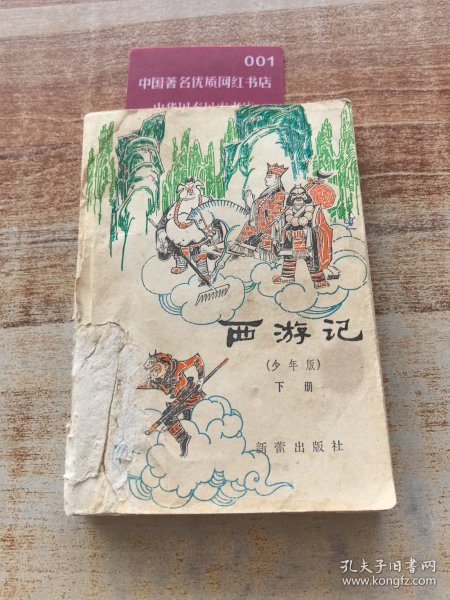 001
中国著名优质网红书店
西游记
(少年版)
下册
新蕾出版社
孔夫子旧书网
www.kongfz.com